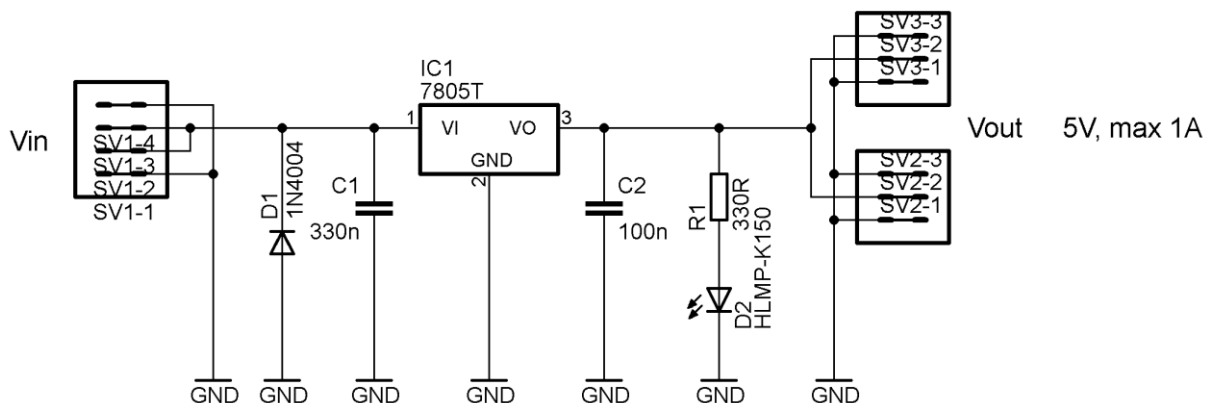 Vin
SV1-4
SV1-3
SV1-2
SV1-1
D1
1N4004
C1
330n
IC1
7805T
1
VI
VO
3
GND
2
C2
100n
R1
330R
D2
HLMP-K150
SV3-3
SV3-2
SV3-1
Vout 5V, max 1A
SV2-3
SV2-2
SV2-1
GND GND GND GND GND GND GND